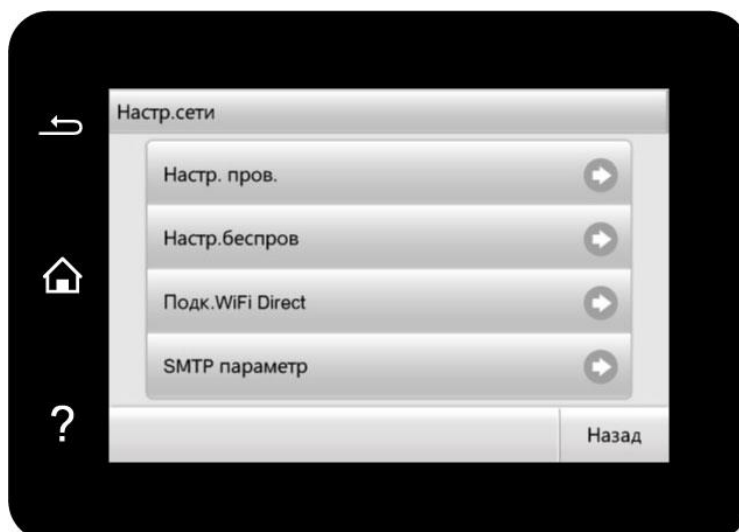 Настр.сети
Настр. пров.
Настр.беспров
Подк.WiFi Direct
SMTP параметр
?
Назад